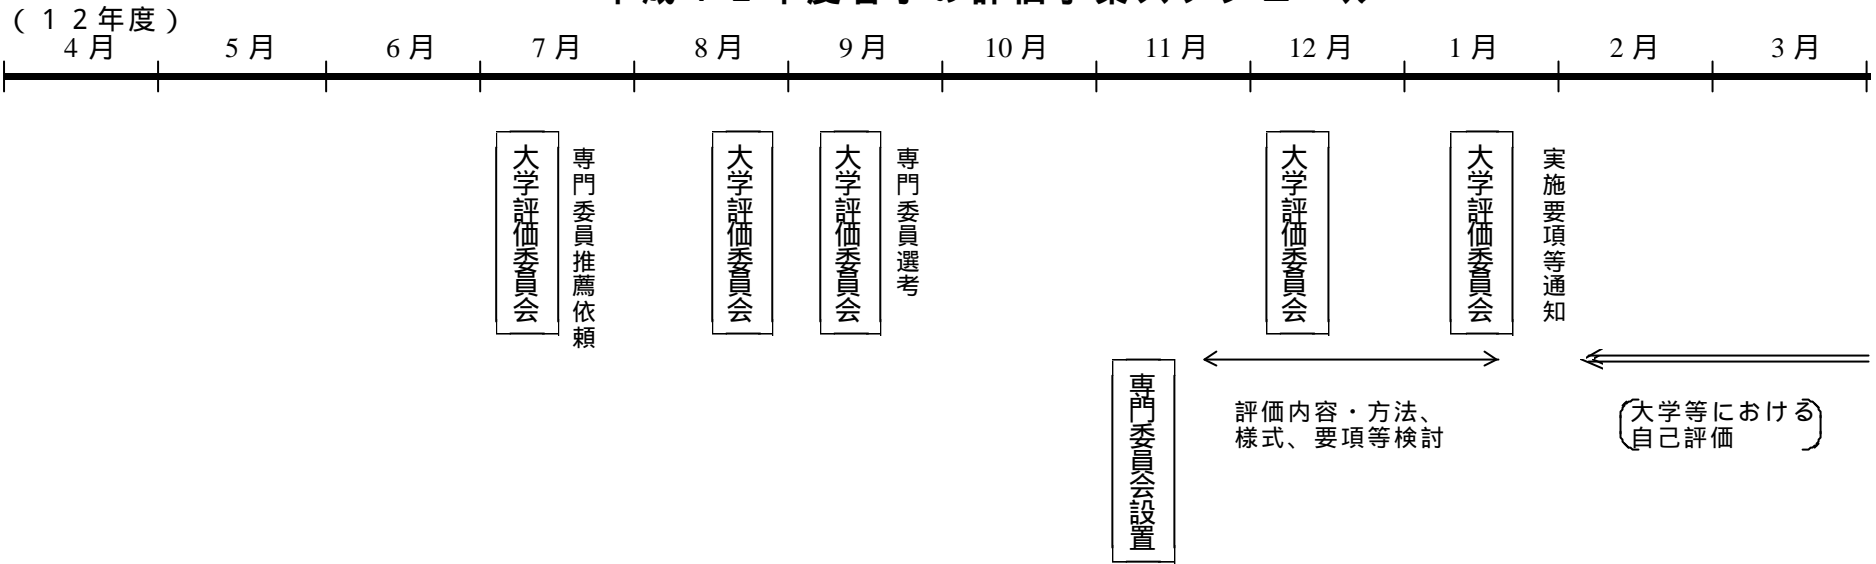 (１２年度)
4月 5月 6月 7月 8月 9月 10月 11月 12月 1月 2月 3月
大学評価委員会
専門委員推薦依頼
大学評価委員会
大学評価委員会
専門委員選考
大学評価委員会
大学評価委員会
実施要項等通知
専門委員会設置
評価内容・方法、
様式、要項等検討
大学等における
自己評価